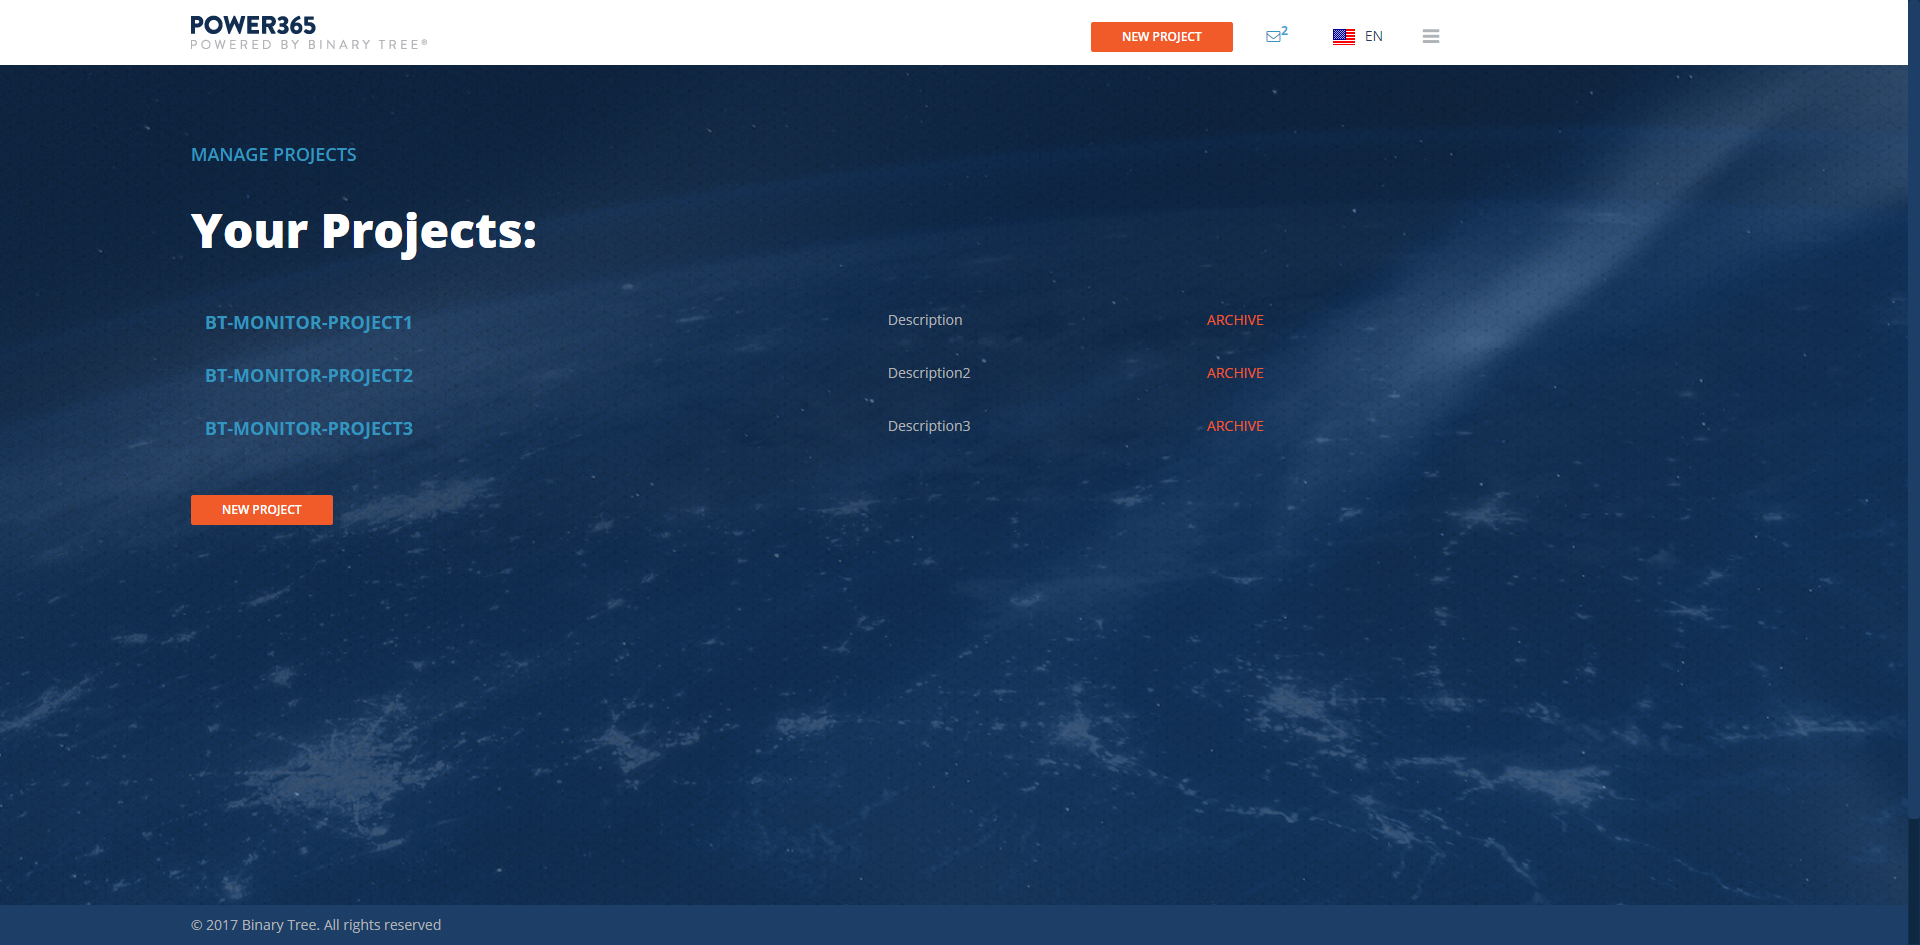 POWER365
POWERED BY BINARY TREE®
NEW PROJECT
2
EN
MANAGE PROJECTS
Your Projects:
BT-MONITOR-PROJECT1 Description ARCHIVE
BT-MONITOR-PROJECT2 Description2 ARCHIVE
BT-MONITOR-PROJECT3 Description3 ARCHIVE
NEW PROJECT
© 2017 Binary Tree. All rights reserved